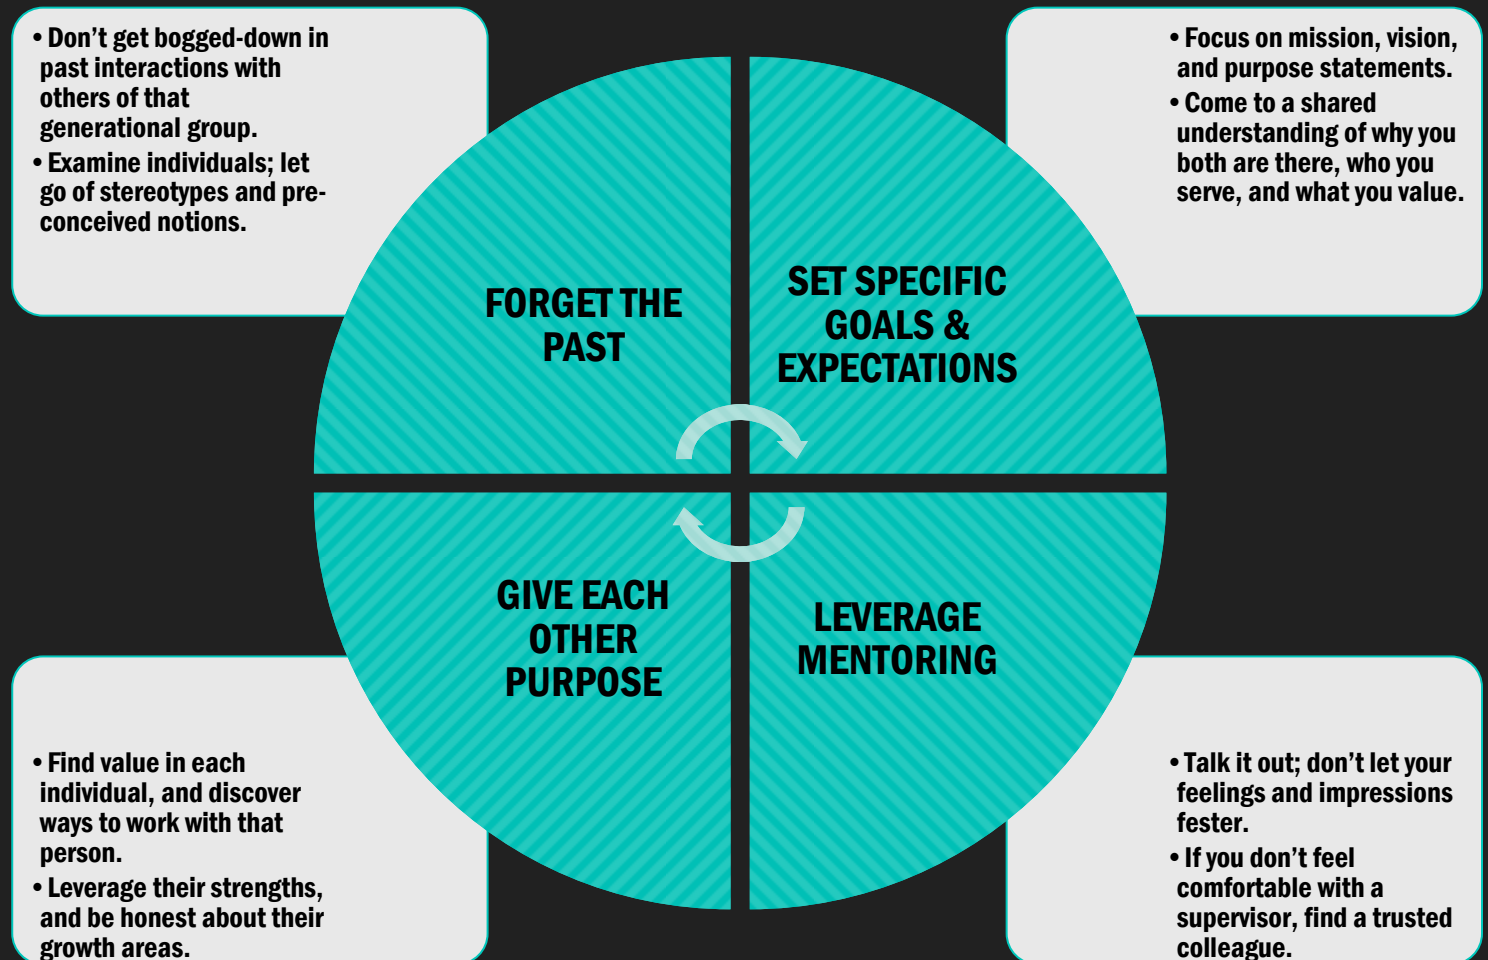 • Don’t get bogged-down in
past interactions with
others of that
generational group.
• Examine individuals; let
go of stereotypes and pre-
conceived notions.
• Focus on mission, vision,
and purpose statements.
• Come to a shared
understanding of why you
both are there, who you
serve, and what you value.
FORGET THE
PAST
SET SPECIFIC
GOALS &
EXPECTATIONS
GIVE EACH
OTHER
PURPOSE
LEVERAGE
MENTORING
• Find value in each
individual, and discover
ways to work with that
person.
• Leverage their strengths,
and be honest about their
growth areas.
• Talk it out; don’t let your
feelings and impressions
fester.
• If you don’t feel
comfortable with a
supervisor, find a trusted
colleague.